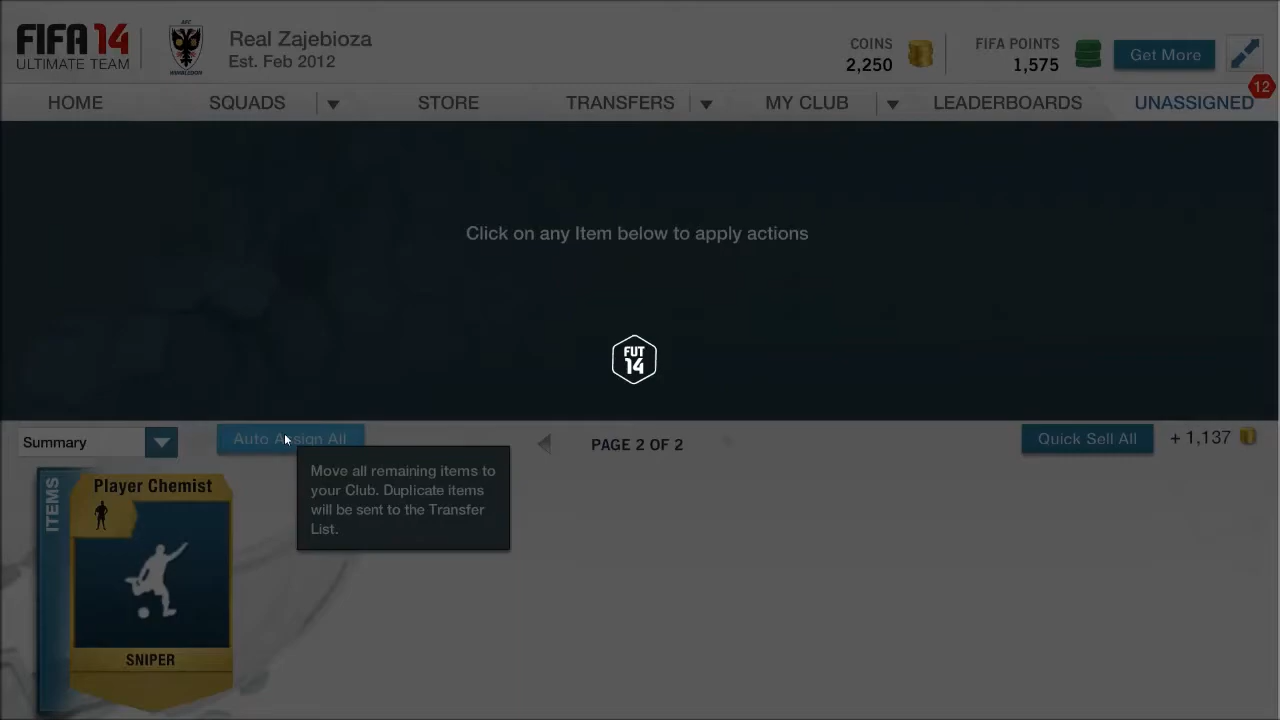 FIFA 14
ULTIMATE TEAM
AFC
WIMBLEDON
Real Zajebioza
Est. Feb 2012
COINS
2,250
FIFA POINTS
1,575
Get More
HOME
SQUADS
STORE
TRANSFERS
MY CLUB
LEADERBOARDS
UNASSIGNED
12
Click on any Item below to apply actions
FUT
14
Summary
Auto Assign All
PAGE 2 OF 2
Quick Sell All
+ 1,137
Move all remaining items to
your Club. Duplicate items
will be sent to the Transfer
List.
ITEMS
Player Chemist
SNIPER